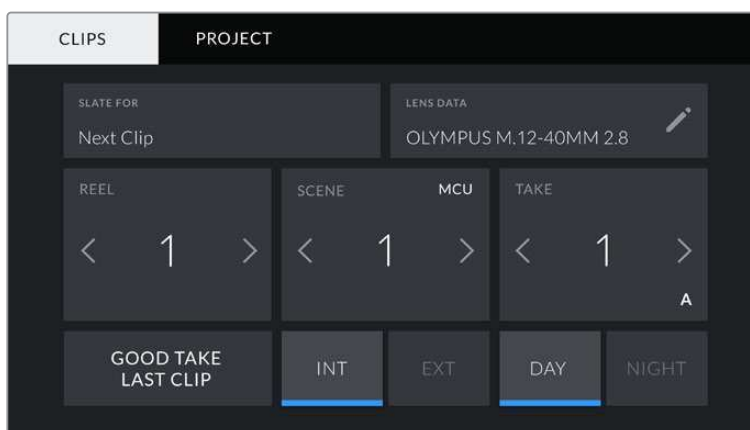 CLIPS PROJECT
SLATE FOR
Next Clip
LENS DATA
OLYMPUS M.12-40MM 2.8
REEL
1
SCENE MCU
1
TAKE
1
A
GOOD TAKE
LAST CLIP
INT EXT DAY NIGHT